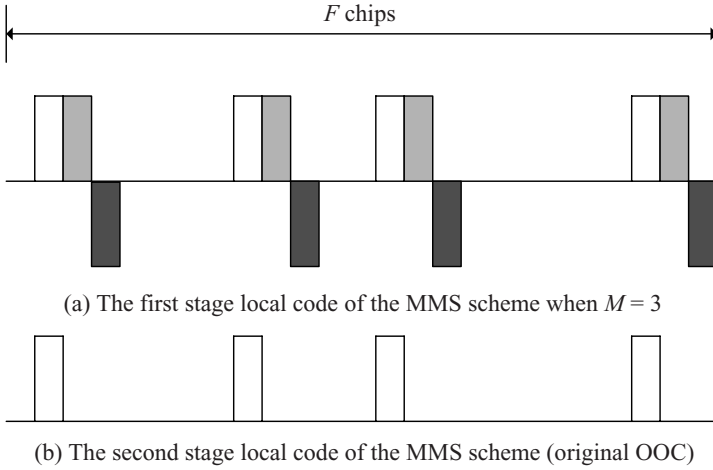 F chips
(a) The first stage local code of the MMS scheme when M = 3
(b) The second stage local code of the MMS scheme (original OOC)